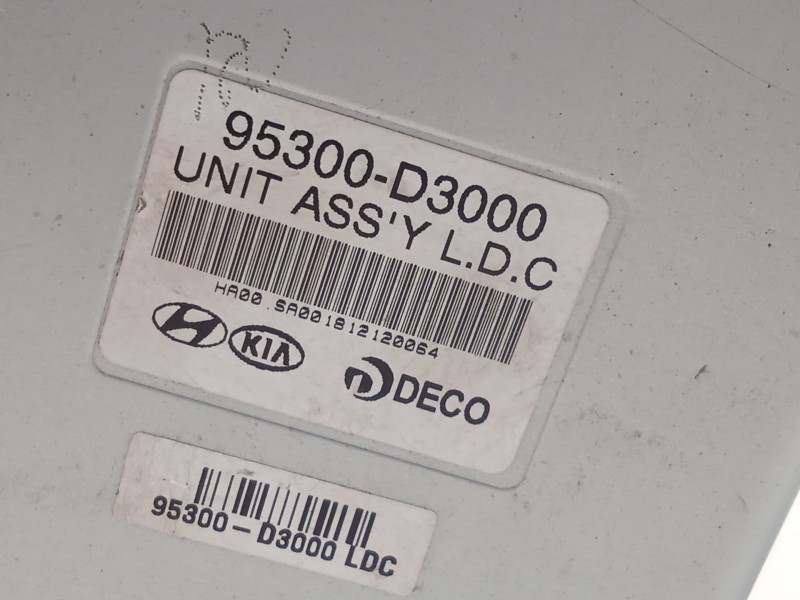 95300-D3000
UNIT ASS'Y L.D.C
HA00 SA001812120064
KIA
DECO
95300-D3000 LDC